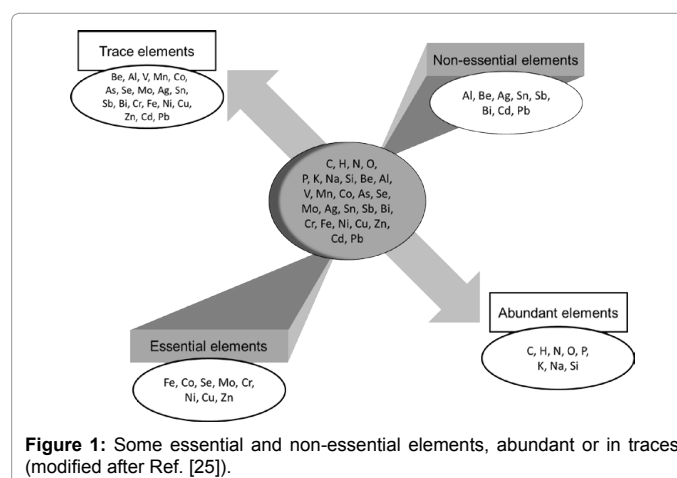 Trace elements
Be, Al, V, Mn, Co,
As, Se, Mo, Ag, Sn,
Sb, Bi, Cr, Fe, Ni, Cu,
Zn, Cd, Pb
Non-essential elements
Al, Be, Ag, Sn, Sb,
Bi, Cd, Pb
C, H, N, O,
P, K, Na, Si, Be, Al,
V, Mn, Co, As, Se,
Mo, Ag, Sn, Sb, Bi,
Cr, Fe, Ni, Cu, Zn,
Cd, Pb
Essential elements
Fe, Co, Se, Mo, Cr,
Ni, Cu, Zn
Abundant elements
C, H, N, O, P,
K, Na, Si
Figure 1: Some essential and non-essential elements, abundant or in traces
(modified after Ref. [25]).